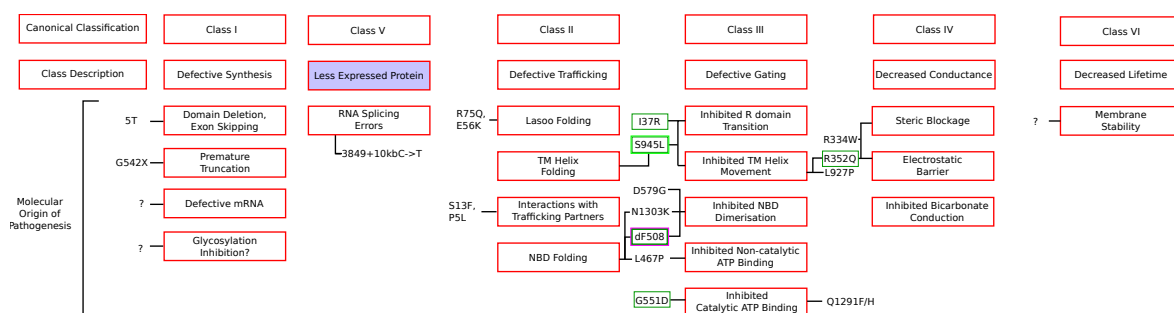 Canonical Classification
Class I
Class V
Class II
Class III
Class IV
Class VI
Class Description
Defective Synthesis
Less Expressed Protein
Defective Trafficking
Defective Gating
Decreased Conductance
Decreased Lifetime
Molecular
Origin of
Pathogenesis
5T
Domain Deletion,
Exon Skipping
G542X
Premature
Truncation
?
Defective mRNA
?
Glycosylation
Inhibition?
RNA Splicing
Errors
3849+10kbC->T
R75Q,
E56K
Lasoo Folding
TM Helix
Folding
S13F,
P5L
Interactions with
Trafficking Partners
NBD Folding
I37R
S945L
D579G
N1303K
dF508
L467P
G551D
Inhibited R domain
Transition
Inhibited TM Helix
Movement
Inhibited NBD
Dimerisation
Inhibited Non-catalytic
ATP Binding
Inhibited
Catalytic ATP Binding
Q1291F/H
R334W
R352Q
L927P
Steric Blockage
Electrostatic
Barrier
Inhibited Bicarbonate
Conduction
?
Membrane
Stability